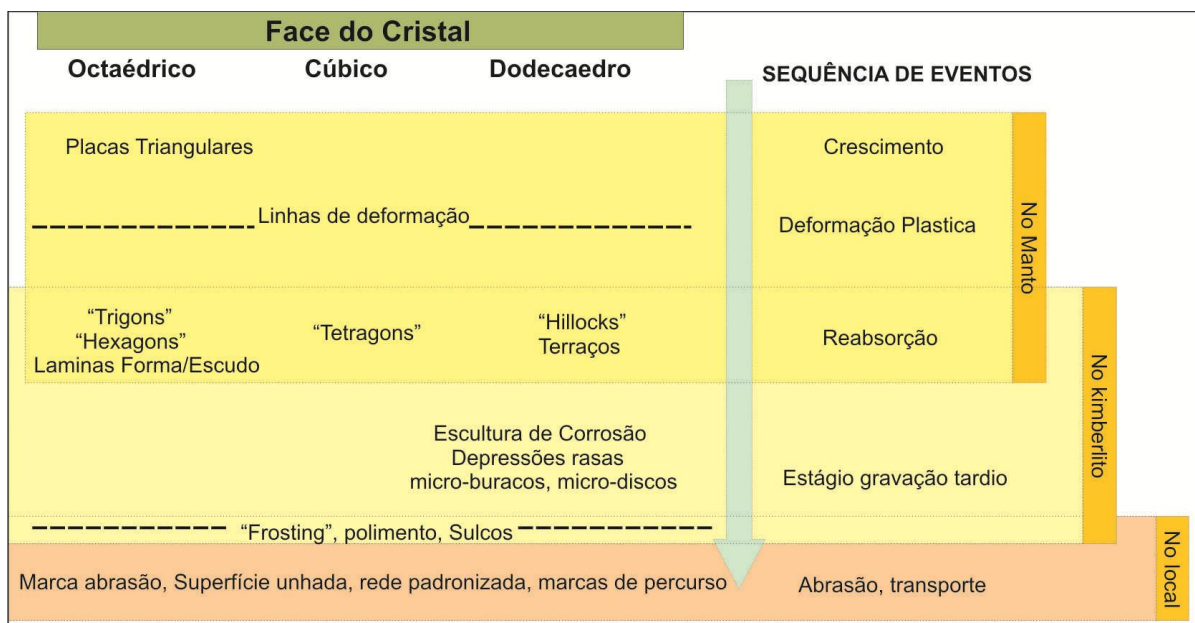 Face do Cristal
Octaédrico Cúbico Dodecaedro
SEQUÊNCIA DE EVENTOS
Placas Triangulares
Crescimento
Linhas de deformação
Deformação Plastica
No Manto
“Trigons”
“Hexagons”
Laminas Forma/Escudo
“Tetragons”
“Hillocks”
Terraços
Reabsorção
No kimberlito
Escultura de Corrosão
Depressões rasas
micro-buracos, micro-discos
Estágio gravação tardio
“Frosting”, polimento, Sulcos
Marca abrasão, Superfície unhada, rede padronizada, marcas de percurso
Abrasão, transporte
No local